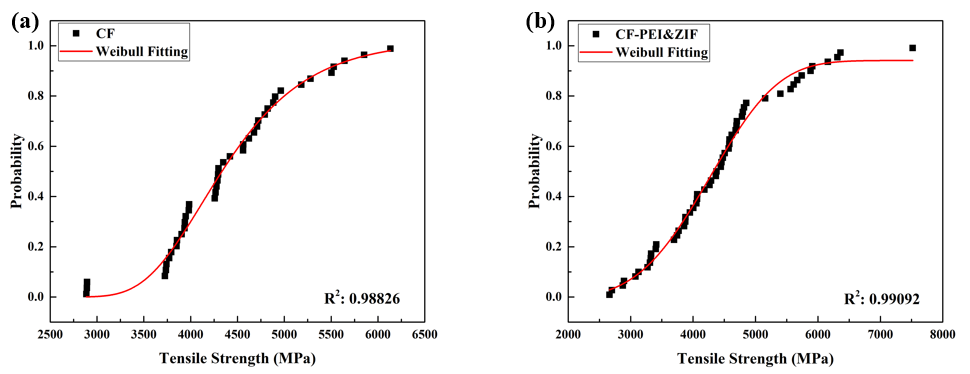 (a)
CF
Weibull Fitting
1.0
0.8
0.6
0.4
0.2
0.0
Probability
R²: 0.98826
2500 3000 3500 4000 4500 5000 5500 6000 6500
Tensile Strength (MPa)
(b)
CF-PEI&ZIF
Weibull Fitting
1.0
0.8
0.6
0.4
0.2
0.0
Probability
R²: 0.99092
2000 3000 4000 5000 6000 7000 8000
Tensile Strength (MPa)